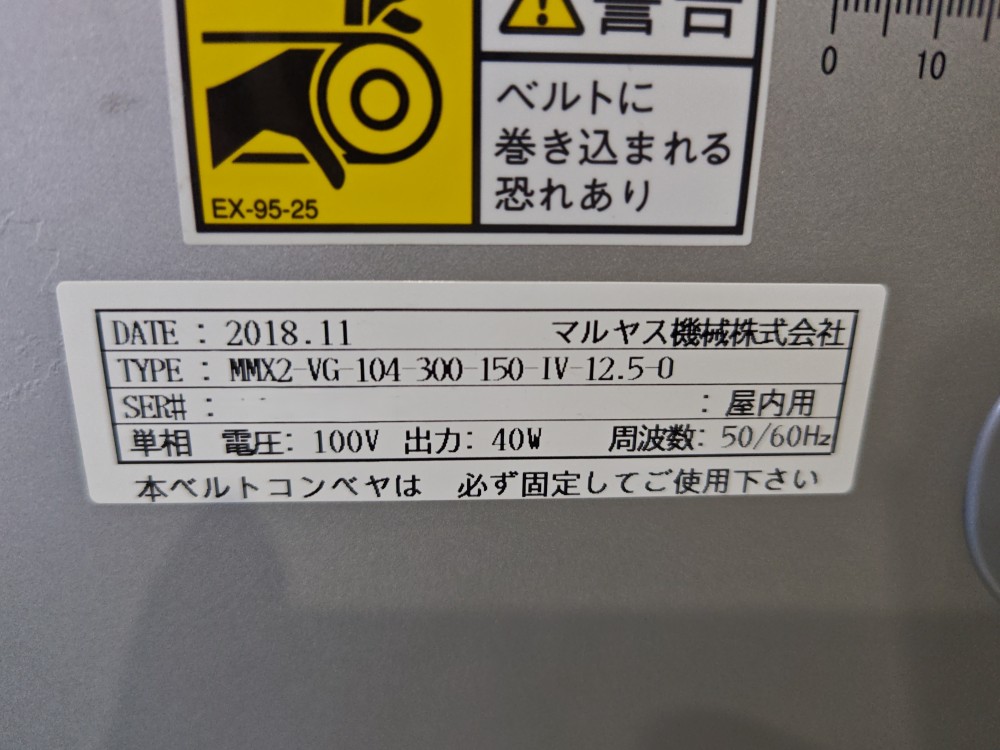 警告
0 10
ベルトに
巻き込まれる
恐れあり
EX-95-25
DATE : 2018.11 マルヤス機械株式会社
TYPE : MMX2-VG-104-300-150-IV-12.5-0
SER# : : 屋内用
単相 電圧: 100V 出力: 40W 周波数: 50/60Hz
本ベルトコンベヤは 必ず固定してご使用下さい